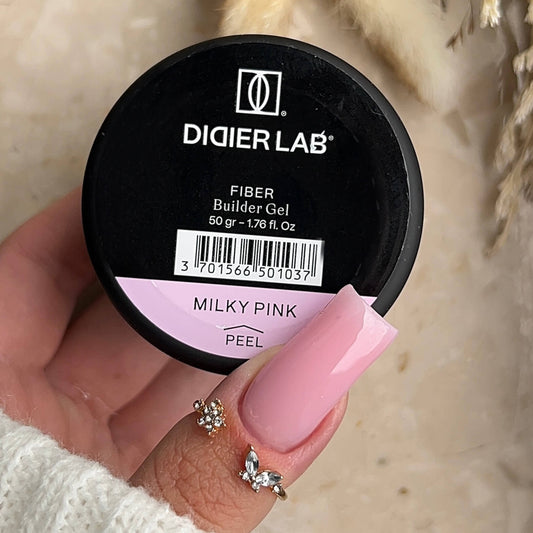 DIDIER LAB®
FIBER
Builder Gel
50 gr – 1.76 fl. Oz
3 701566 501037
MILKY PINK
PEEL